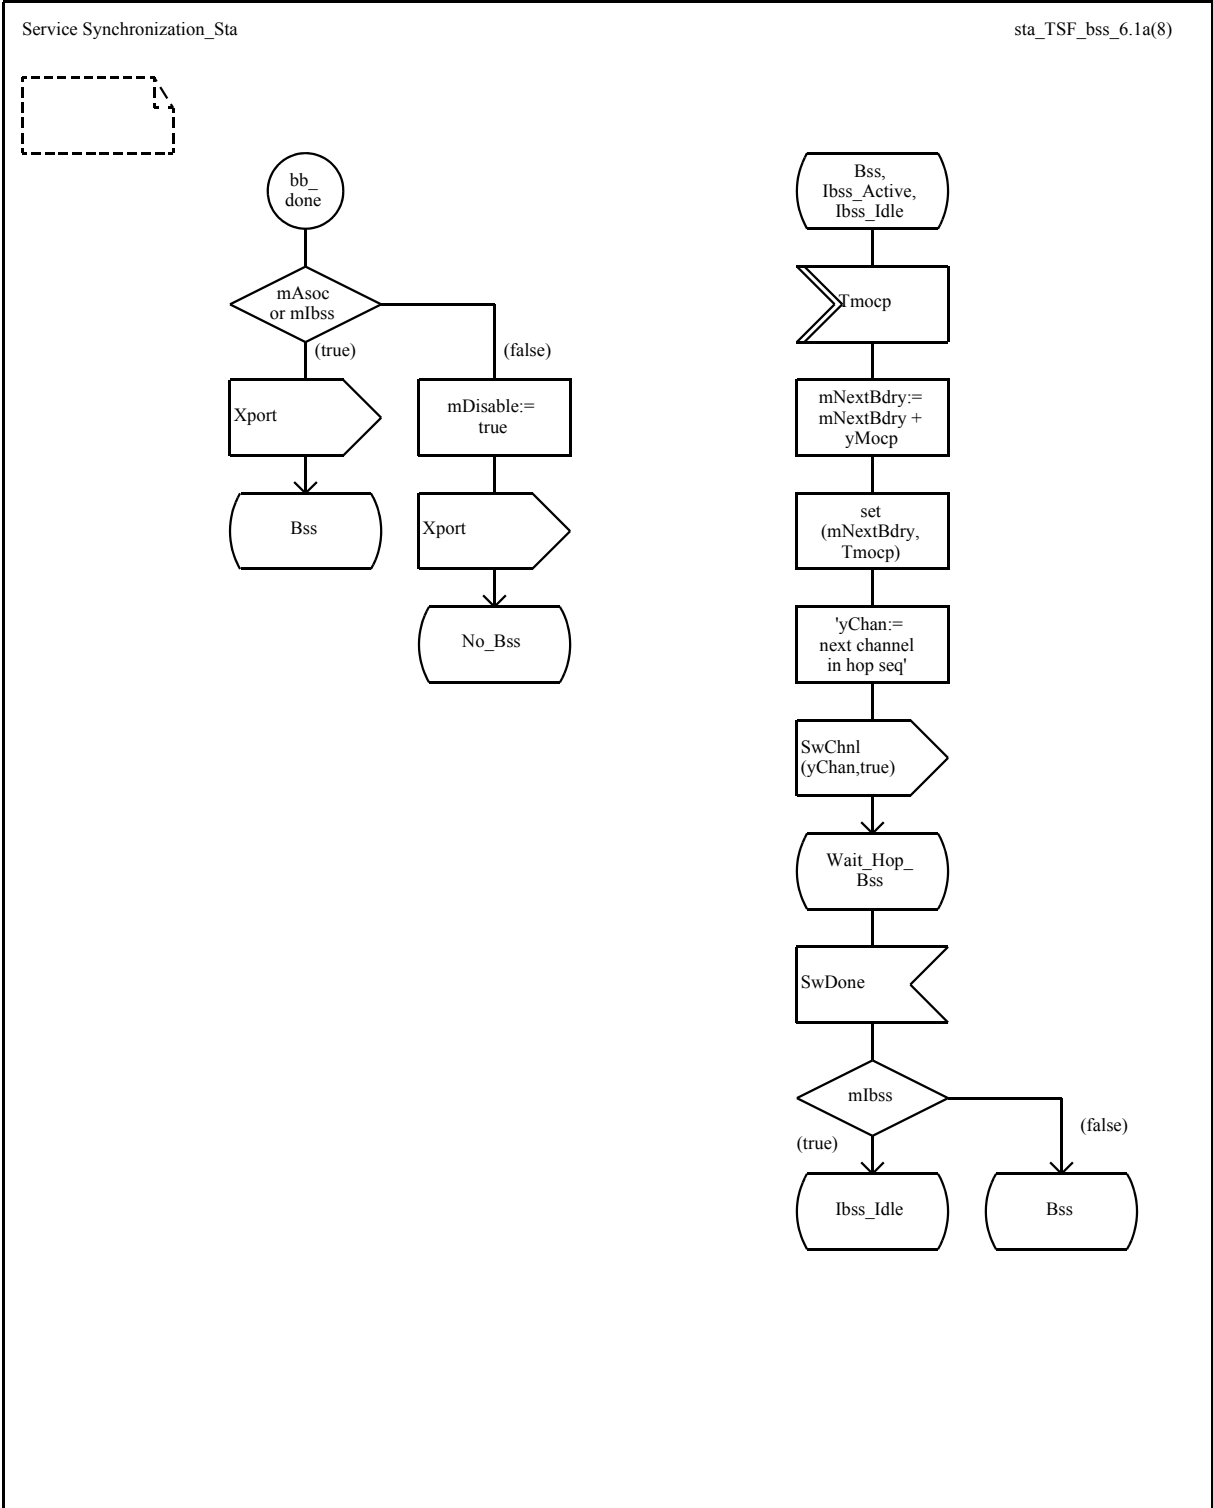 Service Synchronization_Sta
sta_TSF_bss_6.1a(8)
bb_
done
mAsoc
or mIbss
(true)
(false)
Xport
mDisable:=
true
Bss
Xport
No_Bss
Bss,
Ibss_Active,
Ibss_Idle
Tmocp
mNextBdry:=
mNextBdry +
yMocp
set
(mNextBdry,
Tmocp)
'yChan:=
next channel
in hop seq'
SwChnl
(yChan,true)
Wait_Hop_
Bss
SwDone
mIbss
(true)
(false)
Ibss_Idle
Bss